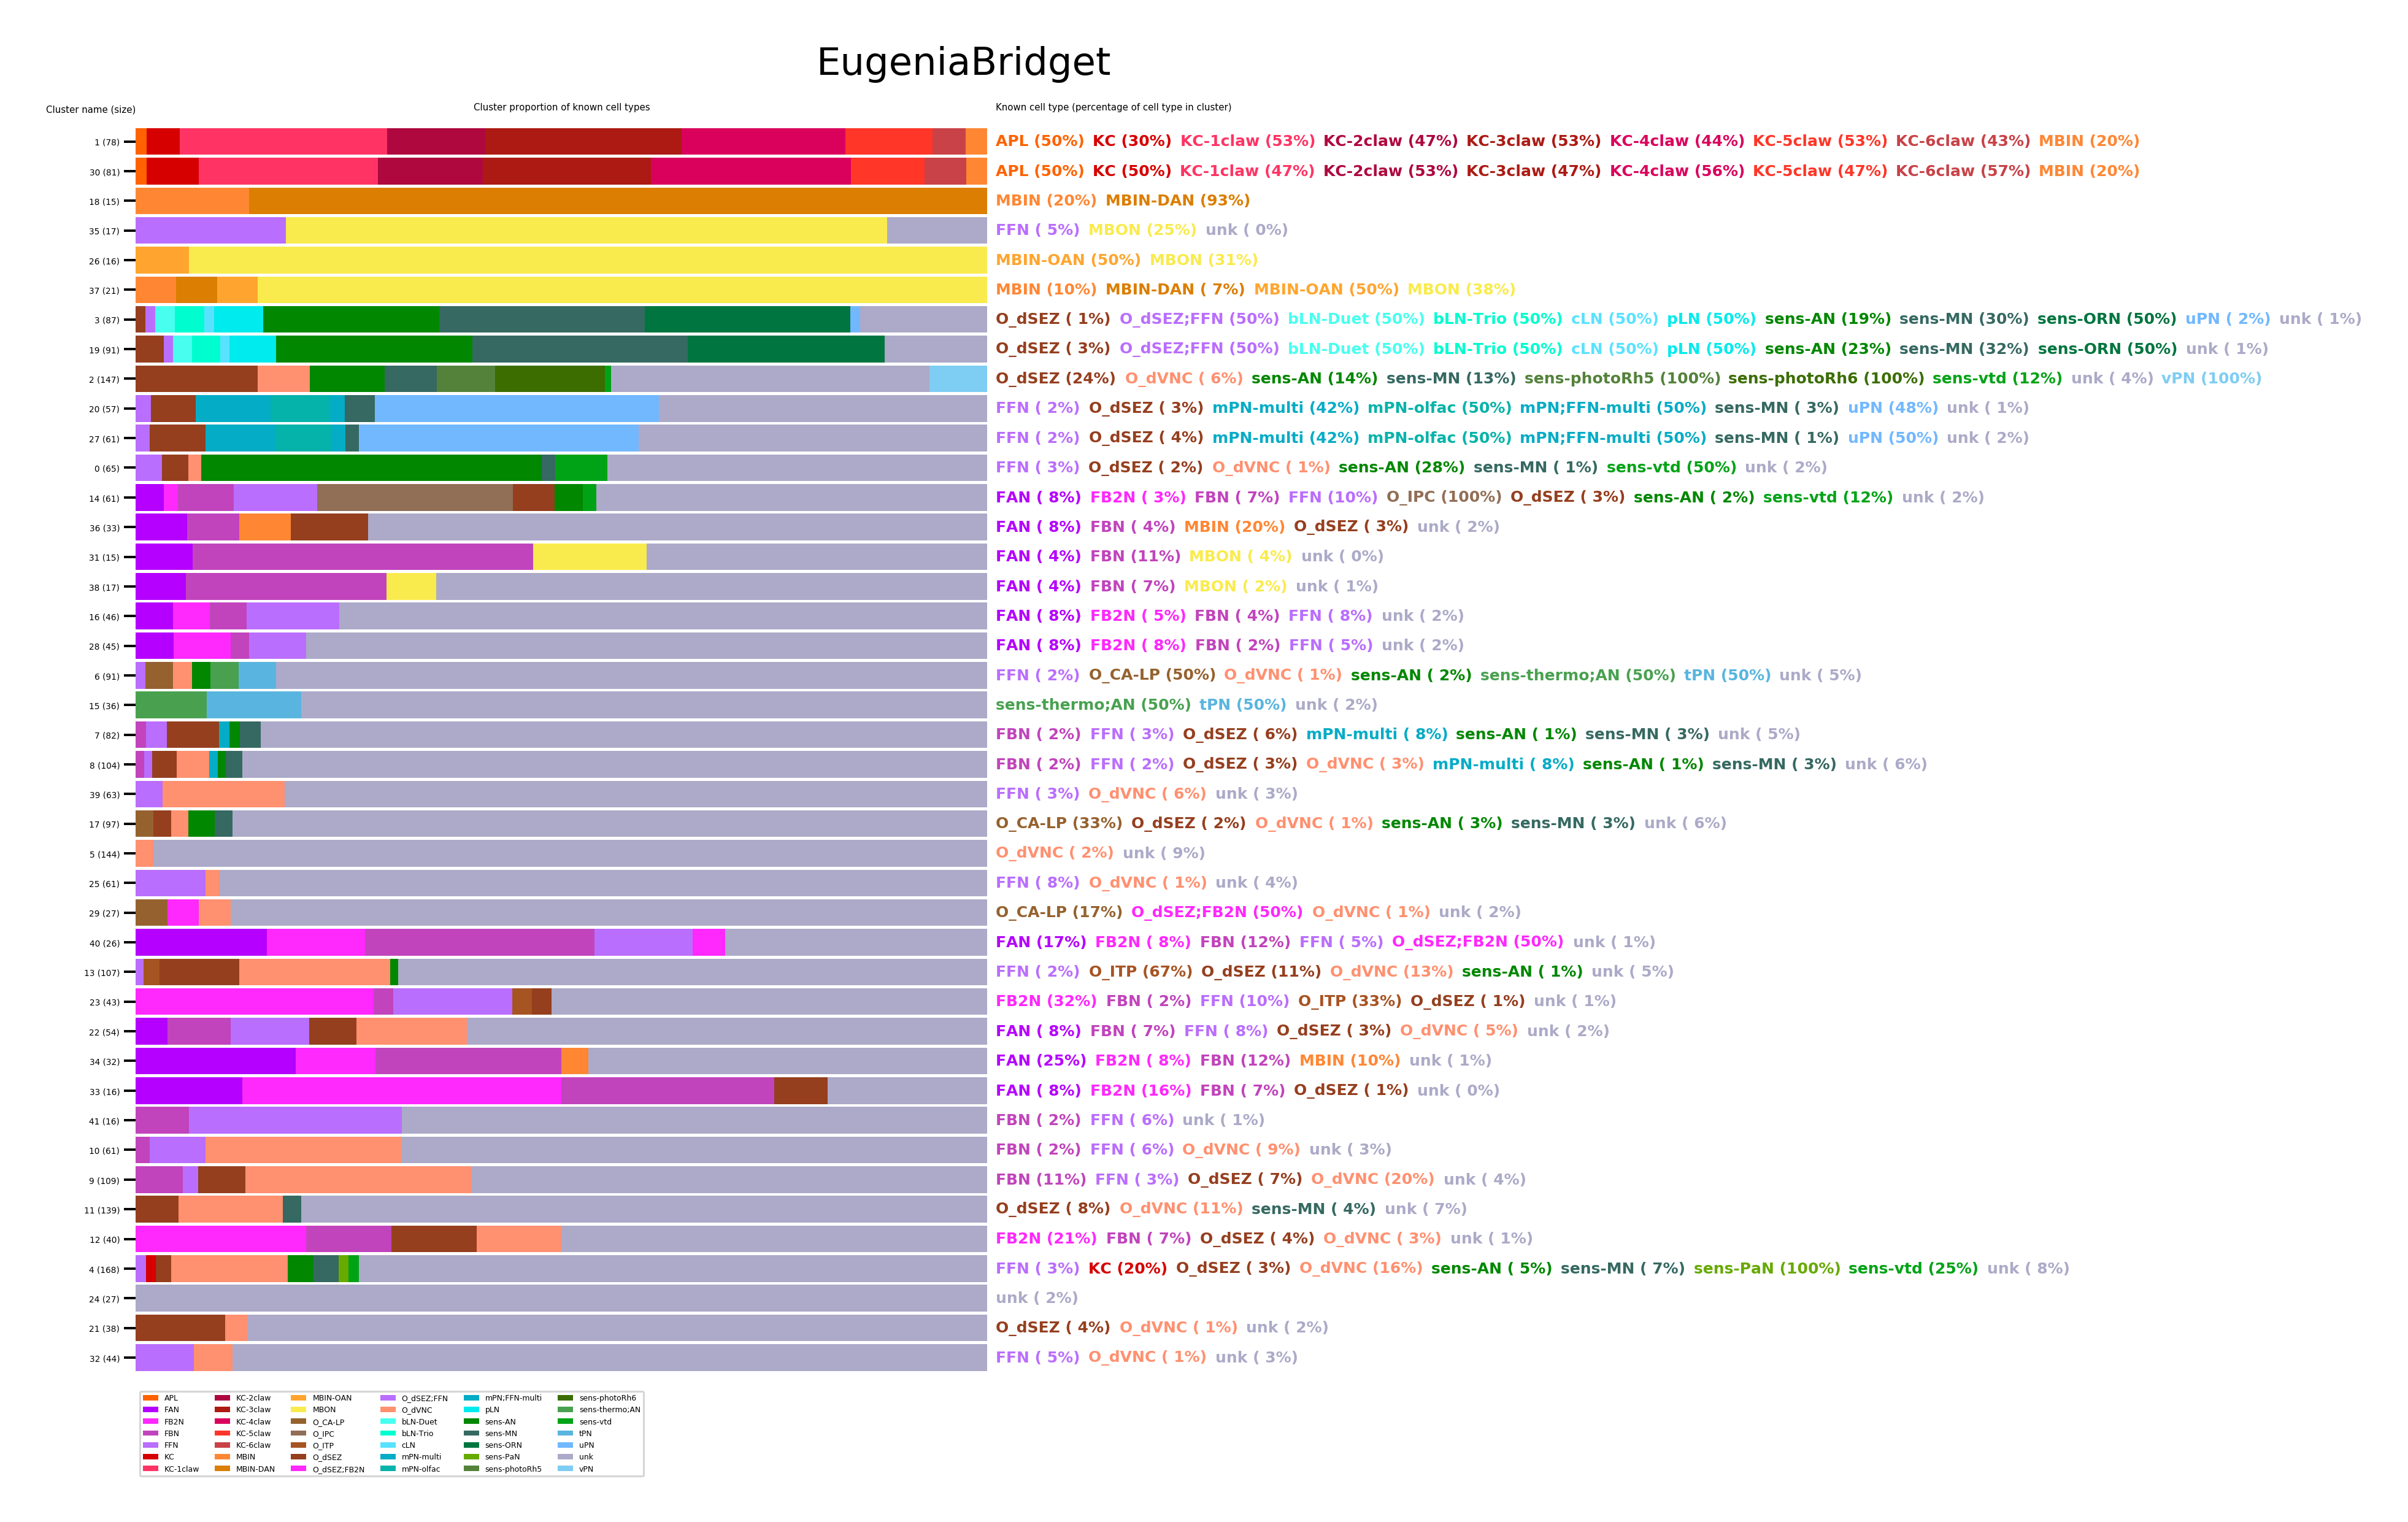 EugeniaBridget
Cluster name (size) Cluster proportion of known cell types Known cell type (percentage of cell type in cluster)
1 (78) APL (50%) KC (30%) KC-1claw (53%) KC-2claw (47%) KC-3claw (53%) KC-4claw (44%) KC-5claw (53%) KC-6claw (43%) MBIN (20%)
30 (81) APL (50%) KC (50%) KC-1claw (47%) KC-2claw (53%) KC-3claw (47%) KC-4claw (56%) KC-5claw (47%) KC-6claw (57%) MBIN (20%)
18 (15) MBIN (20%) MBIN-DAN (93%)
35 (17) FFN ( 5%) MBON (25%) unk ( 0%)
26 (16) MBIN-OAN (50%) MBON (31%)
37 (21) MBIN (10%) MBIN-DAN ( 7%) MBIN-OAN (50%) MBON (38%)
3 (87) O_dSEZ ( 1%) O_dSEZ;FFN (50%) bLN-Duet (50%) bLN-Trio (50%) cLN (50%) pLN (50%) sens-AN (19%) sens-MN (30%) sens-ORN (50%) uPN ( 2%) unk ( 1%)
19 (91) O_dSEZ ( 3%) O_dSEZ;FFN (50%) bLN-Duet (50%) bLN-Trio (50%) cLN (50%) pLN (50%) sens-AN (23%) sens-MN (32%) sens-ORN (50%) unk ( 1%)
2 (147) O_dSEZ (24%) O_dVNC ( 6%) sens-AN (14%) sens-MN (13%) sens-photoRh5 (100%) sens-photoRh6 (100%) sens-vtd (12%) unk ( 4%) vPN (100%)
20 (57) FFN ( 2%) O_dSEZ ( 3%) mPN-multi (42%) mPN-olfac (50%) mPN;FFN-multi (50%) sens-MN ( 3%) uPN (48%) unk ( 1%)
27 (61) FFN ( 2%) O_dSEZ ( 4%) mPN-multi (42%) mPN-olfac (50%) mPN;FFN-multi (50%) sens-MN ( 1%) uPN (50%) unk ( 2%)
0 (65) FFN ( 3%) O_dSEZ ( 2%) O_dVNC ( 1%) sens-AN (28%) sens-MN ( 1%) sens-vtd (50%) unk ( 2%)
14 (61) FAN ( 8%) FB2N ( 3%) FBN ( 7%) FFN (10%) O_IPC (100%) O_dSEZ ( 3%) sens-AN ( 2%) sens-vtd (12%) unk ( 2%)
36 (33) FAN ( 8%) FBN ( 4%) MBIN (20%) O_dSEZ ( 3%) unk ( 2%)
31 (15) FAN ( 4%) FBN (11%) MBON ( 4%) unk ( 0%)
38 (17) FAN ( 4%) FBN ( 7%) MBON ( 2%) unk ( 1%)
16 (46) FAN ( 8%) FB2N ( 5%) FBN ( 4%) FFN ( 8%) unk ( 2%)
28 (45) FAN ( 8%) FB2N ( 8%) FBN ( 2%) FFN ( 5%) unk ( 2%)
6 (91) FFN ( 2%) O_CA-LP (50%) O_dVNC ( 1%) sens-AN ( 2%) sens-thermo;AN (50%) tPN (50%) unk ( 5%)
15 (36) sens-thermo;AN (50%) tPN (50%) unk ( 2%)
7 (82) FBN ( 2%) FFN ( 3%) O_dSEZ ( 6%) mPN-multi ( 8%) sens-AN ( 1%) sens-MN ( 3%) unk ( 5%)
8 (104) FBN ( 2%) FFN ( 2%) O_dSEZ ( 3%) O_dVNC ( 3%) mPN-multi ( 8%) sens-AN ( 1%) sens-MN ( 3%) unk ( 6%)
39 (63) FFN ( 3%) O_dVNC ( 6%) unk ( 3%)
17 (97) O_CA-LP (33%) O_dSEZ ( 2%) O_dVNC ( 1%) sens-AN ( 3%) sens-MN ( 3%) unk ( 6%)
5 (144) O_dVNC ( 2%) unk ( 9%)
25 (61) FFN ( 8%) O_dVNC ( 1%) unk ( 4%)
29 (27) O_CA-LP (17%) O_dSEZ;FB2N (50%) O_dVNC ( 1%) unk ( 2%)
40 (26) FAN (17%) FB2N ( 8%) FBN (12%) FFN ( 5%) O_dSEZ;FB2N (50%) unk ( 1%)
13 (107) FFN ( 2%) O_ITP (67%) O_dSEZ (11%) O_dVNC (13%) sens-AN ( 1%) unk ( 5%)
23 (43) FB2N (32%) FBN ( 2%) FFN (10%) O_ITP (33%) O_dSEZ ( 1%) unk ( 1%)
22 (54) FAN ( 8%) FBN ( 7%) FFN ( 8%) O_dSEZ ( 3%) O_dVNC ( 5%) unk ( 2%)
34 (32) FAN (25%) FB2N ( 8%) FBN (12%) MBIN (10%) unk ( 1%)
33 (16) FAN ( 8%) FB2N (16%) FBN ( 7%) O_dSEZ ( 1%) unk ( 0%)
41 (16) FBN ( 2%) FFN ( 6%) unk ( 1%)
10 (61) FBN ( 2%) FFN ( 6%) O_dVNC ( 9%) unk ( 3%)
9 (109) FBN (11%) FFN ( 3%) O_dSEZ ( 7%) O_dVNC (20%) unk ( 4%)
11 (139) O_dSEZ ( 8%) O_dVNC (11%) sens-MN ( 4%) unk ( 7%)
12 (40) FB2N (21%) FBN ( 7%) O_dSEZ ( 4%) O_dVNC ( 3%) unk ( 1%)
4 (168) FFN ( 3%) KC (20%) O_dSEZ ( 3%) O_dVNC (16%) sens-AN ( 5%) sens-MN ( 7%) sens-PaN (100%) sens-vtd (25%) unk ( 8%)
24 (27) unk ( 2%)
21 (38) O_dSEZ ( 4%) O_dVNC ( 1%) unk ( 2%)
32 (44) FFN ( 5%) O_dVNC ( 1%) unk ( 3%)
APL KC-2claw MBIN-OAN O_dSEZ;FFN mPN;FFN-multi sens-photoRh6
FAN KC-3claw MBON O_dVNC pLN sens-thermo;AN
FB2N KC-4claw O_CA-LP bLN-Duet sens-AN sens-vtd
FBN KC-5claw O_IPC bLN-Trio sens-MN tPN
FFN KC-6claw O_ITP cLN sens-ORN uPN
KC MBIN O_dSEZ mPN-multi sens-PaN unk
KC-1claw MBIN-DAN O_dSEZ;FB2N mPN-olfac sens-photoRh5 vPN